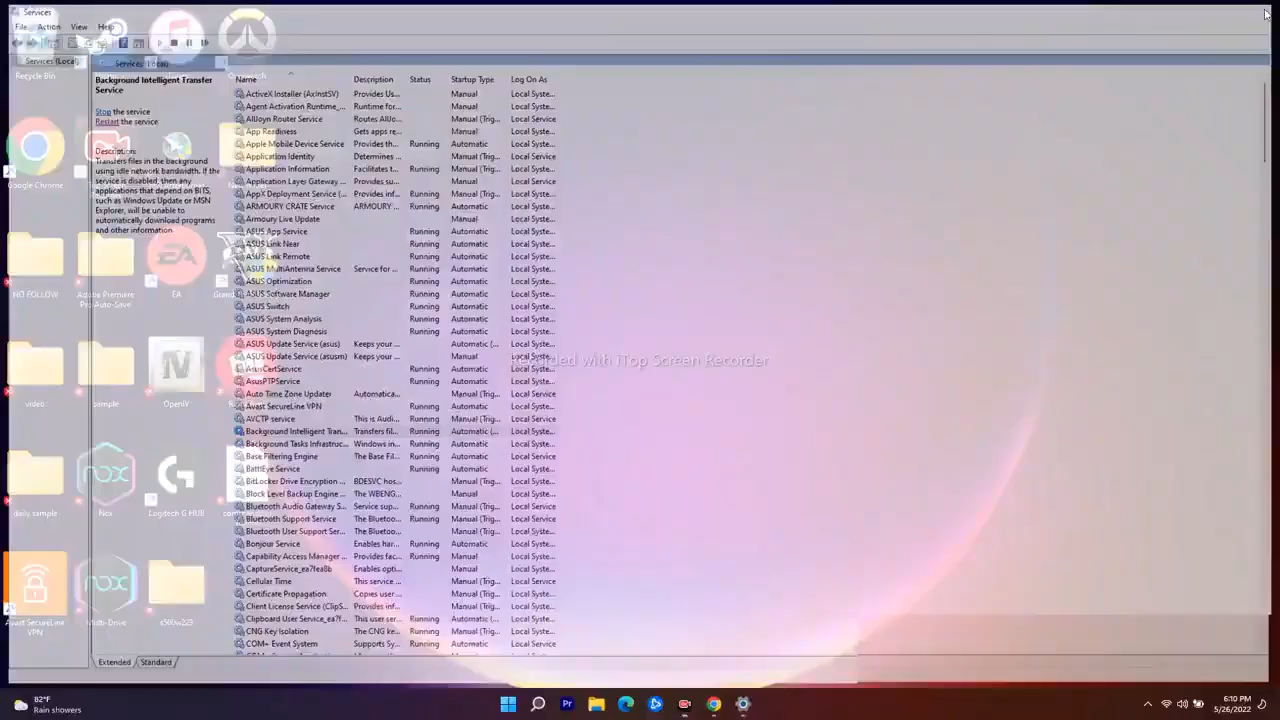 Services
File Action View Help
Services (Local)
Services (Local)
Recycle Bin
Background Intelligent Transfer
Service
Stop the service
Restart the service
Description:
Transfers files in the background
using idle network bandwidth. If the
service is disabled, then any
applications that depend on BITS,
such as Windows Update or MSN
Explorer, will be unable to
automatically download programs
and other information.
Name Description Status Startup Type Log On As
ActiveX Installer (AxInstSV) Provides Us... Manual Local Syste...
Agent Activation Runtime_... Runtime for... Manual Local Syste...
AllJoyn Router Service Routes AllJo... Manual (Trig... Local Service
App Readiness Gets apps re... Manual Local Syste...
Apple Mobile Device Service Provides th... Running Automatic Local Syste...
Application Identity Determines ... Manual (Trig... Local Service
Application Information Facilitates t... Running Manual (Trig... Local Syste...
Application Layer Gateway ... Provides su... Manual Local Service
AppX Deployment Service (... Provides inf... Running Manual (Trig... Local Syste...
ARMOURY CRATE Service ARMOURY ... Running Automatic Local Syste...
Armoury Live Update Manual Local Syste...
ASUS App Service Running Automatic Local Syste...
ASUS Link Near Running Automatic Local Syste...
ASUS Link Remote Running Automatic Local Syste...
ASUS MultiAntenna Service Service for ... Running Automatic Local Syste...
ASUS Optimization Running Automatic Local Syste...
ASUS Software Manager Running Automatic Local Syste...
ASUS Switch Running Automatic Local Syste...
ASUS System Analysis Running Automatic Local Syste...
ASUS System Diagnosis Running Automatic Local Syste...
ASUS Update Service (asus) Keeps your ... Automatic (... Local Syste...
ASUS Update Service (asusm) Keeps your ... Manual Local Syste...
AsusCertService Running Automatic Local Syste...
AsusPTPService Running Automatic Local Syste...
Auto Time Zone Updater Automatica... Manual (Trig... Local Service
Avast SecureLine VPN Running Automatic Local Syste...
AVCTP service This is Audi... Running Manual (Trig... Local Service
Background Intelligent Tran... Transfers fil... Running Automatic (... Local Syste...
Background Tasks Infrastruc... Windows in... Running Automatic Local Syste...
Base Filtering Engine The Base Fil... Running Automatic Local Service
BattlEye Service Running Automatic Local Syste...
BitLocker Drive Encryption ... BDESVC hos... Manual (Trig... Local Syste...
Block Level Backup Engine ... The WBENG... Manual Local Syste...
Bluetooth Audio Gateway S... Service sup... Running Manual (Trig... Local Service
Bluetooth Support Service The Bluetoo... Running Manual (Trig... Local Service
Bluetooth User Support Ser... The Bluetoo... Manual (Trig... Local Syste...
Bonjour Service Enables har... Running Automatic Local Syste...
Capability Access Manager ... Provides fac... Running Manual Local Syste...
CaptureService_ea7fea8b Enables opti... Manual Local Syste...
Cellular Time This service ... Manual (Trig... Local Service
Certificate Propagation Copies user ... Manual (Trig... Local Syste...
Client License Service (ClipS... Provides inf... Manual (Trig... Local Syste...
Clipboard User Service_ea7f... This user ser... Running Automatic (... Local Syste...
CNG Key Isolation The CNG ke... Running Manual (Trig... Local Syste...
COM+ Event System Supports Sy... Running Automatic Local Service
Extended Standard
Google Chrome
NO FOLLOW
Adobe Premiere
Pro Auto-Save
EA
video
sample
OpenIV
daily sample
Nox
Logitech G HUB
Avast SecureLine
VPN
Multi-Drive
Recorded with iTop Screen Recorder
82°F
Rain showers
6:10 PM
5/26/2022